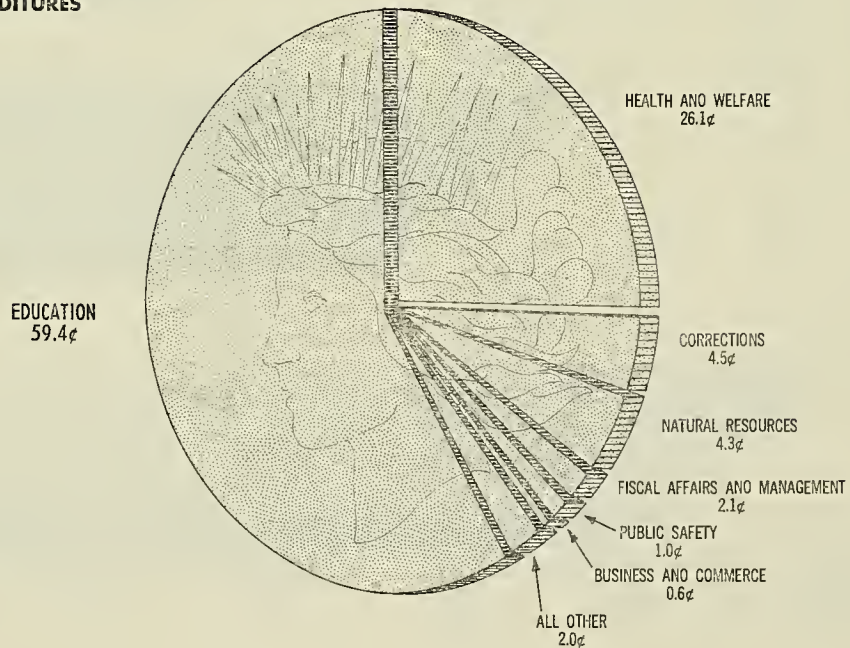 DITURES
HEALTH AND WELFARE
26.1¢
EDUCATION
59.4¢
CORRECTIONS
4.5¢
NATURAL RESOURCES
4.3¢
FISCAL AFFAIRS AND MANAGEMENT
2.1¢
PUBLIC SAFETY
1.0¢
BUSINESS AND COMMERCE
0.6¢
ALL OTHER
2.0¢